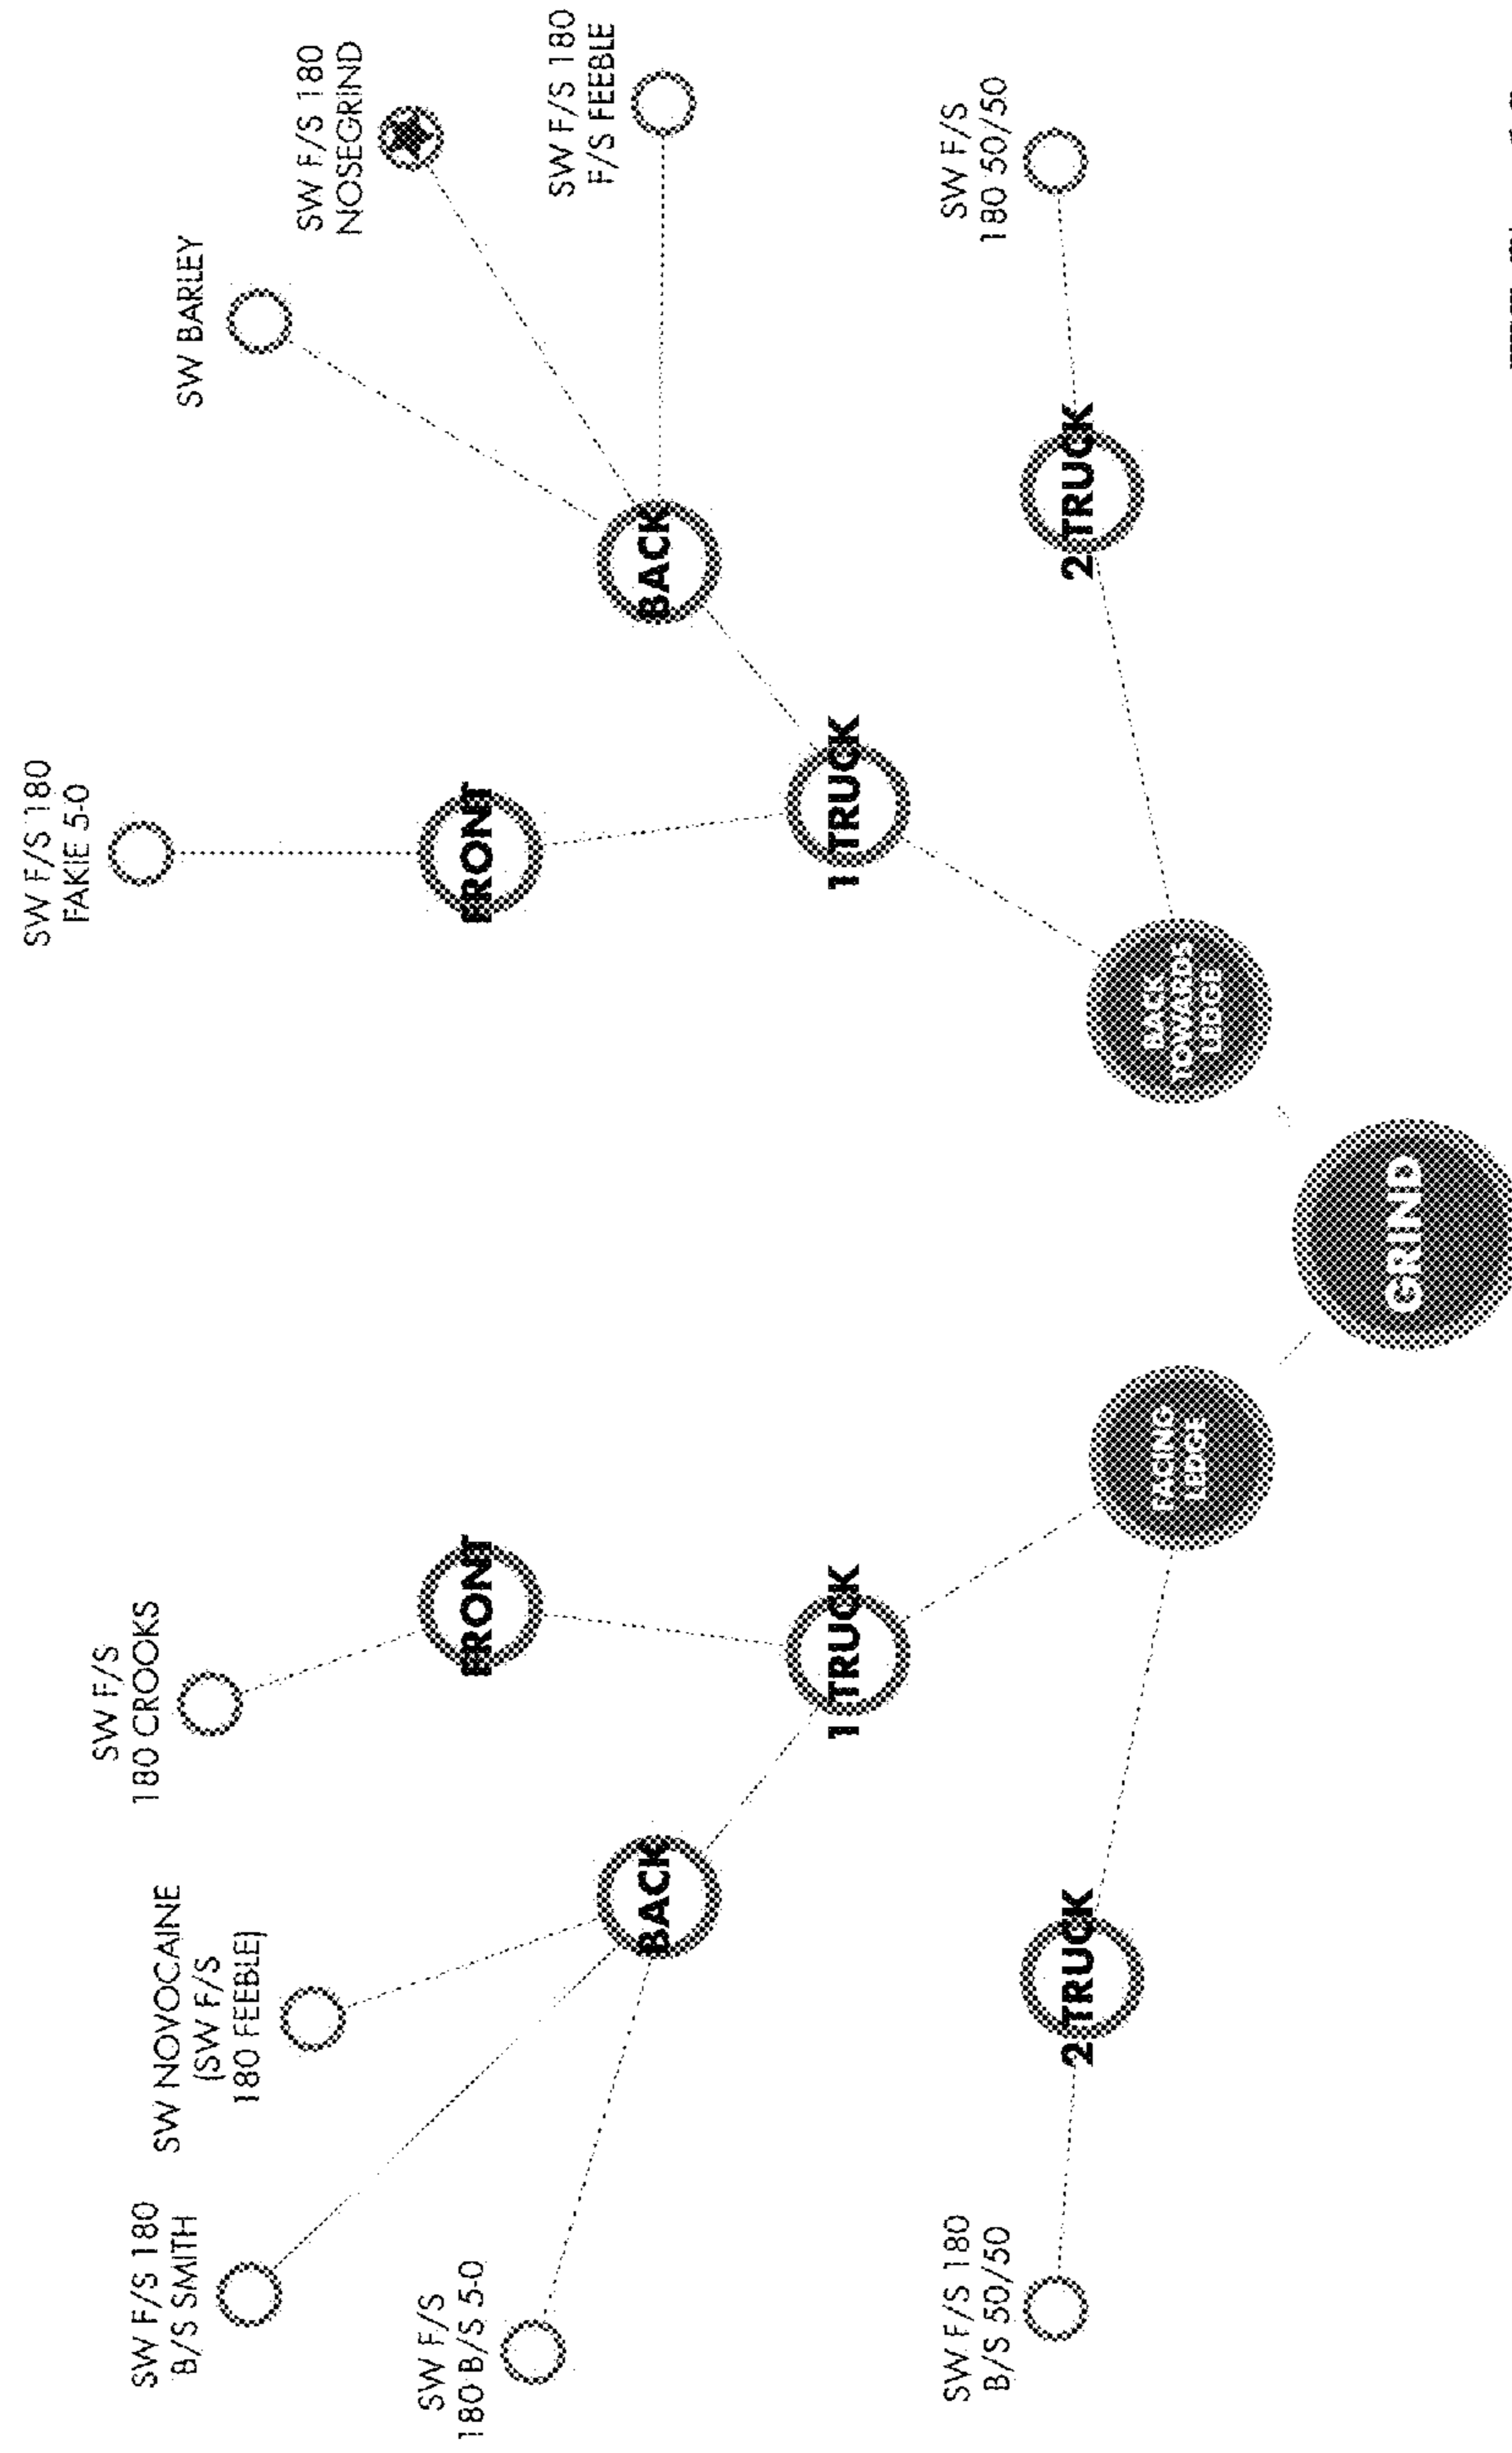 SW F/S 180
B/S SMITH
SW NOVOCAINE
(SW F/S
180 FEEBLE)
SW F/S
180 CROOKS
SW F/S 180
FAKIE 5-0
SW BARLEY
SW F/S 180
NOSEGRIND
SW F/S 180
F/S FEEBLE
SW F/S
180 B/S 5-0
FRONT
FRONT
BACK
BACK
1 TRUCK
1 TRUCK
SW F/S 180
B/S 50/50
2 TRUCK
2 TRUCK
SW F/S
180 50/50
FACING
LEDGE
BACK
TOWARDS
LEDGE
GRIND